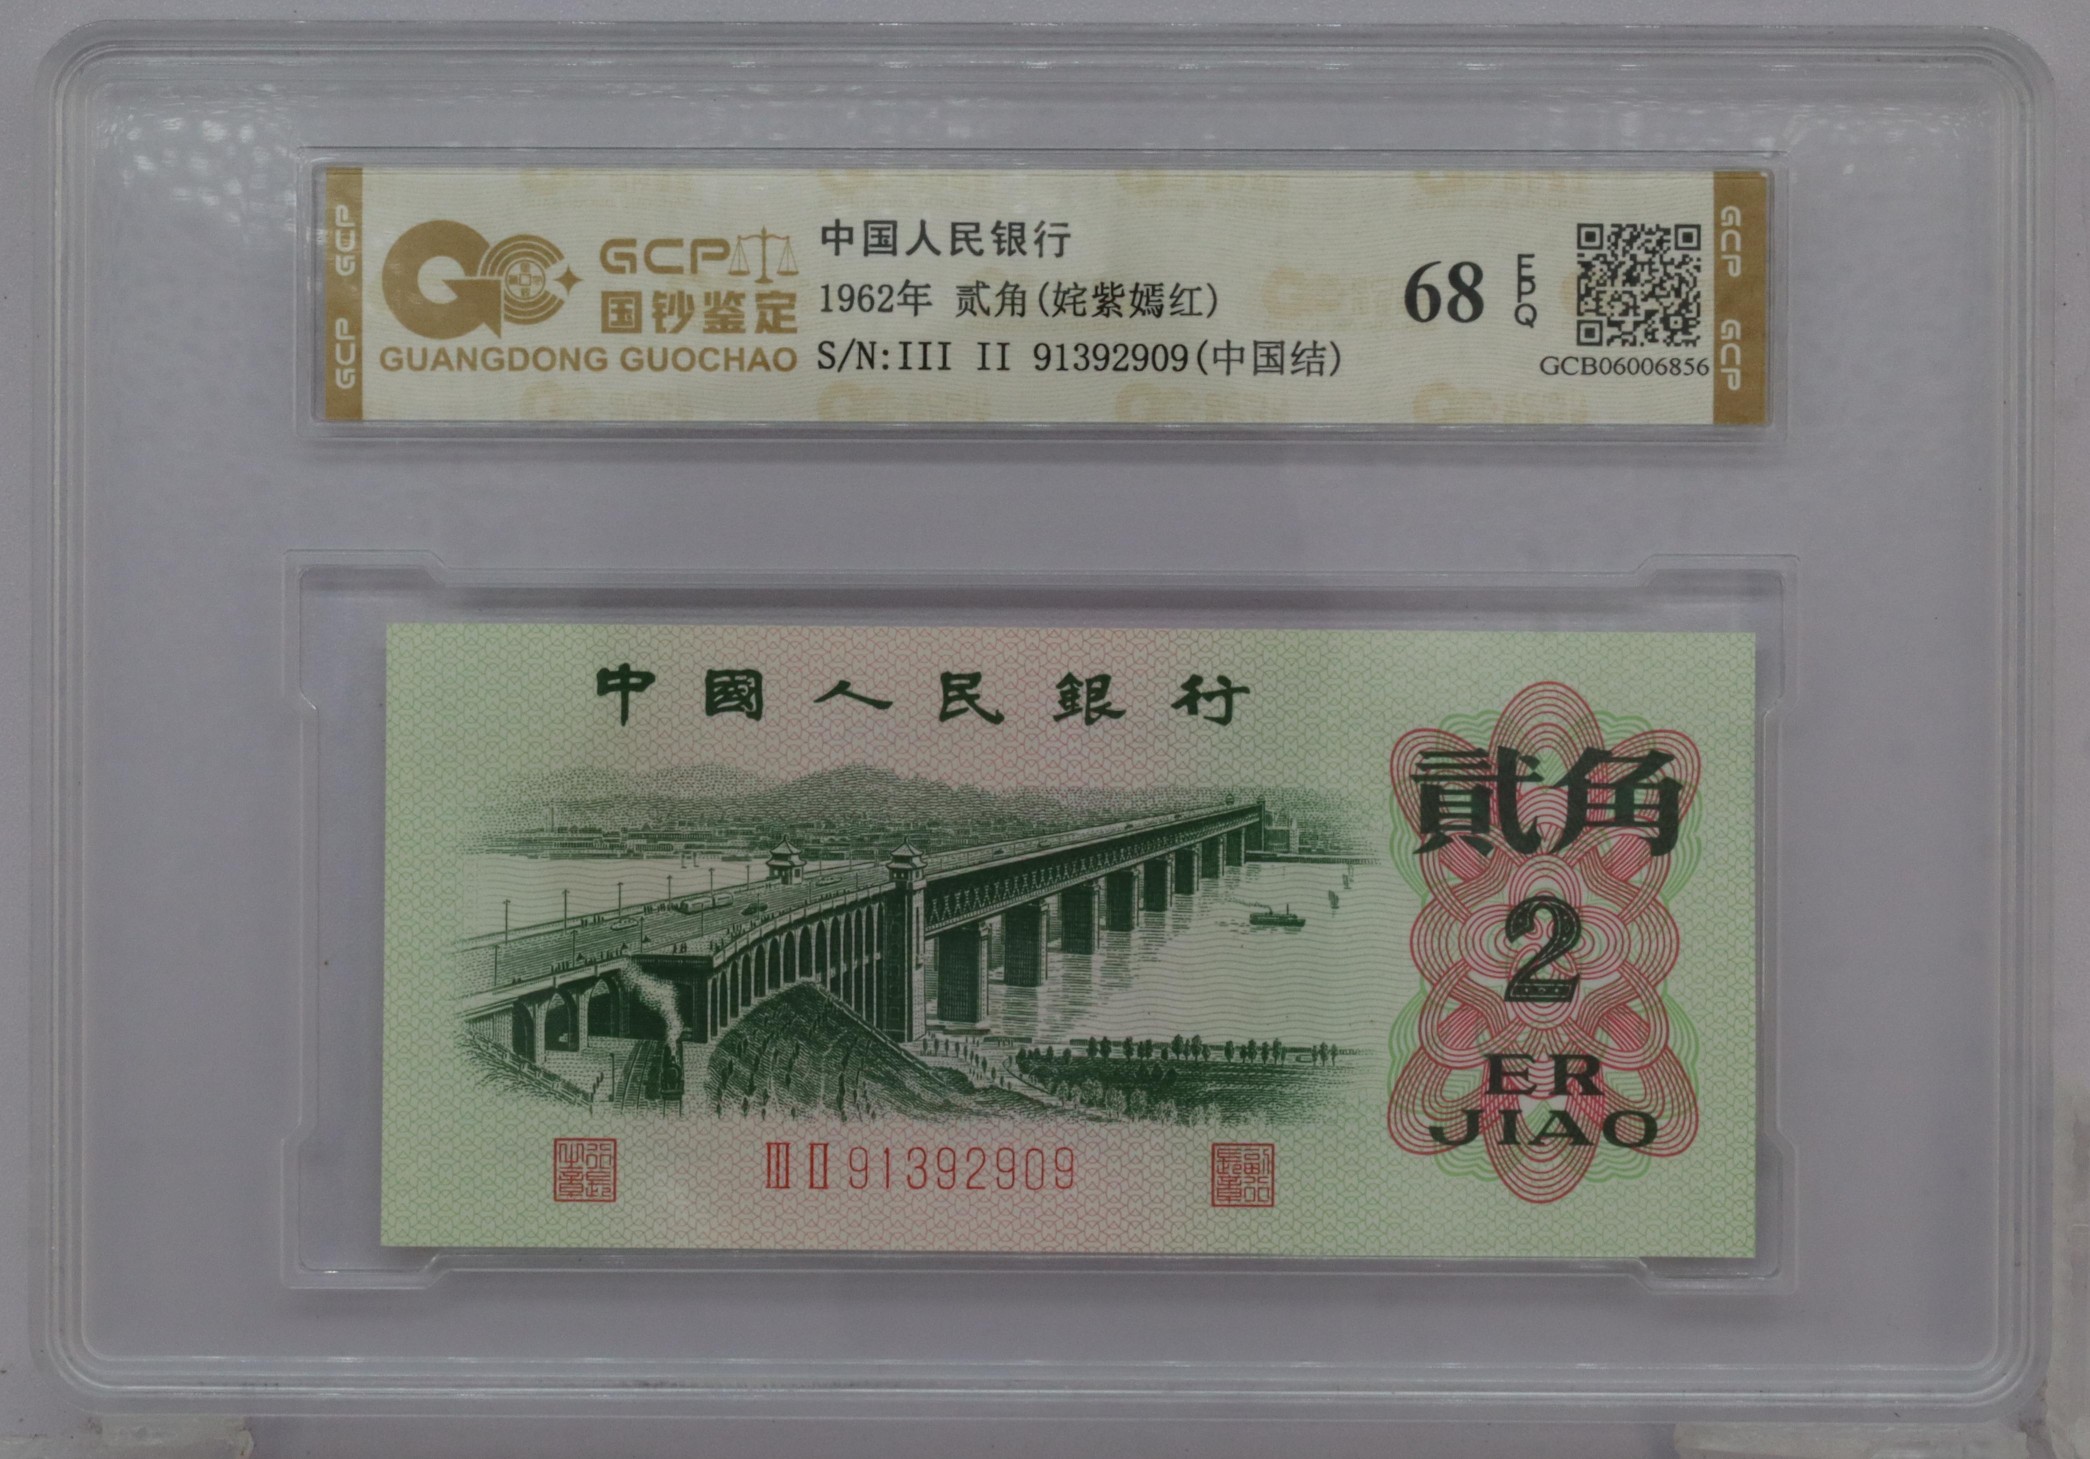 GCP
GCP
GCP
国钞鉴定
GUANGDONG GUOCHAO
中国人民银行
1962年 贰角(姹紫嫣红)
S/N:III II 91392909(中国结)
68
EPQ
GCB06006856
GCP
GCP
中國人民銀行
貳角
2
ER
JIAO
III II 91392909